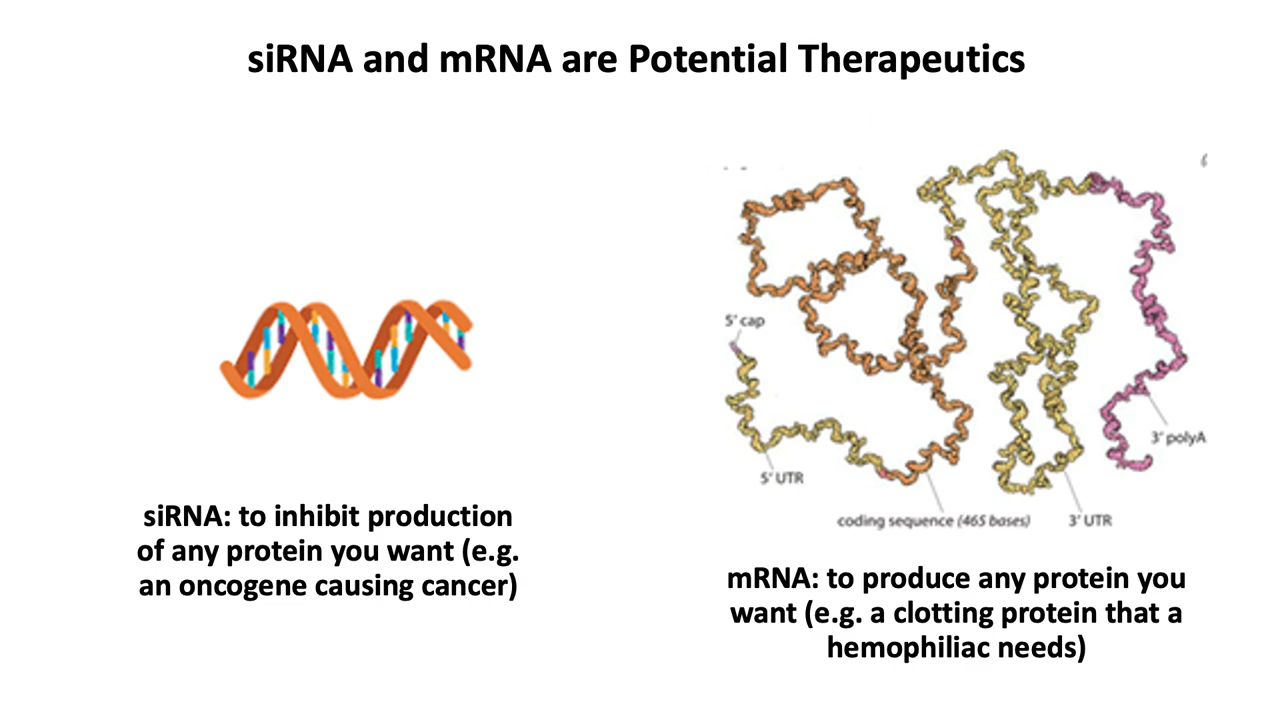 siRNA and mRNA are Potential Therapeutics
5' cap
5' UTR
coding sequence (465 bases)
3' UTR
3' polyA
siRNA: to inhibit production
of any protein you want (e.g.
an oncogene causing cancer)
mRNA: to produce any protein you
want (e.g. a clotting protein that a
hemophiliac needs)